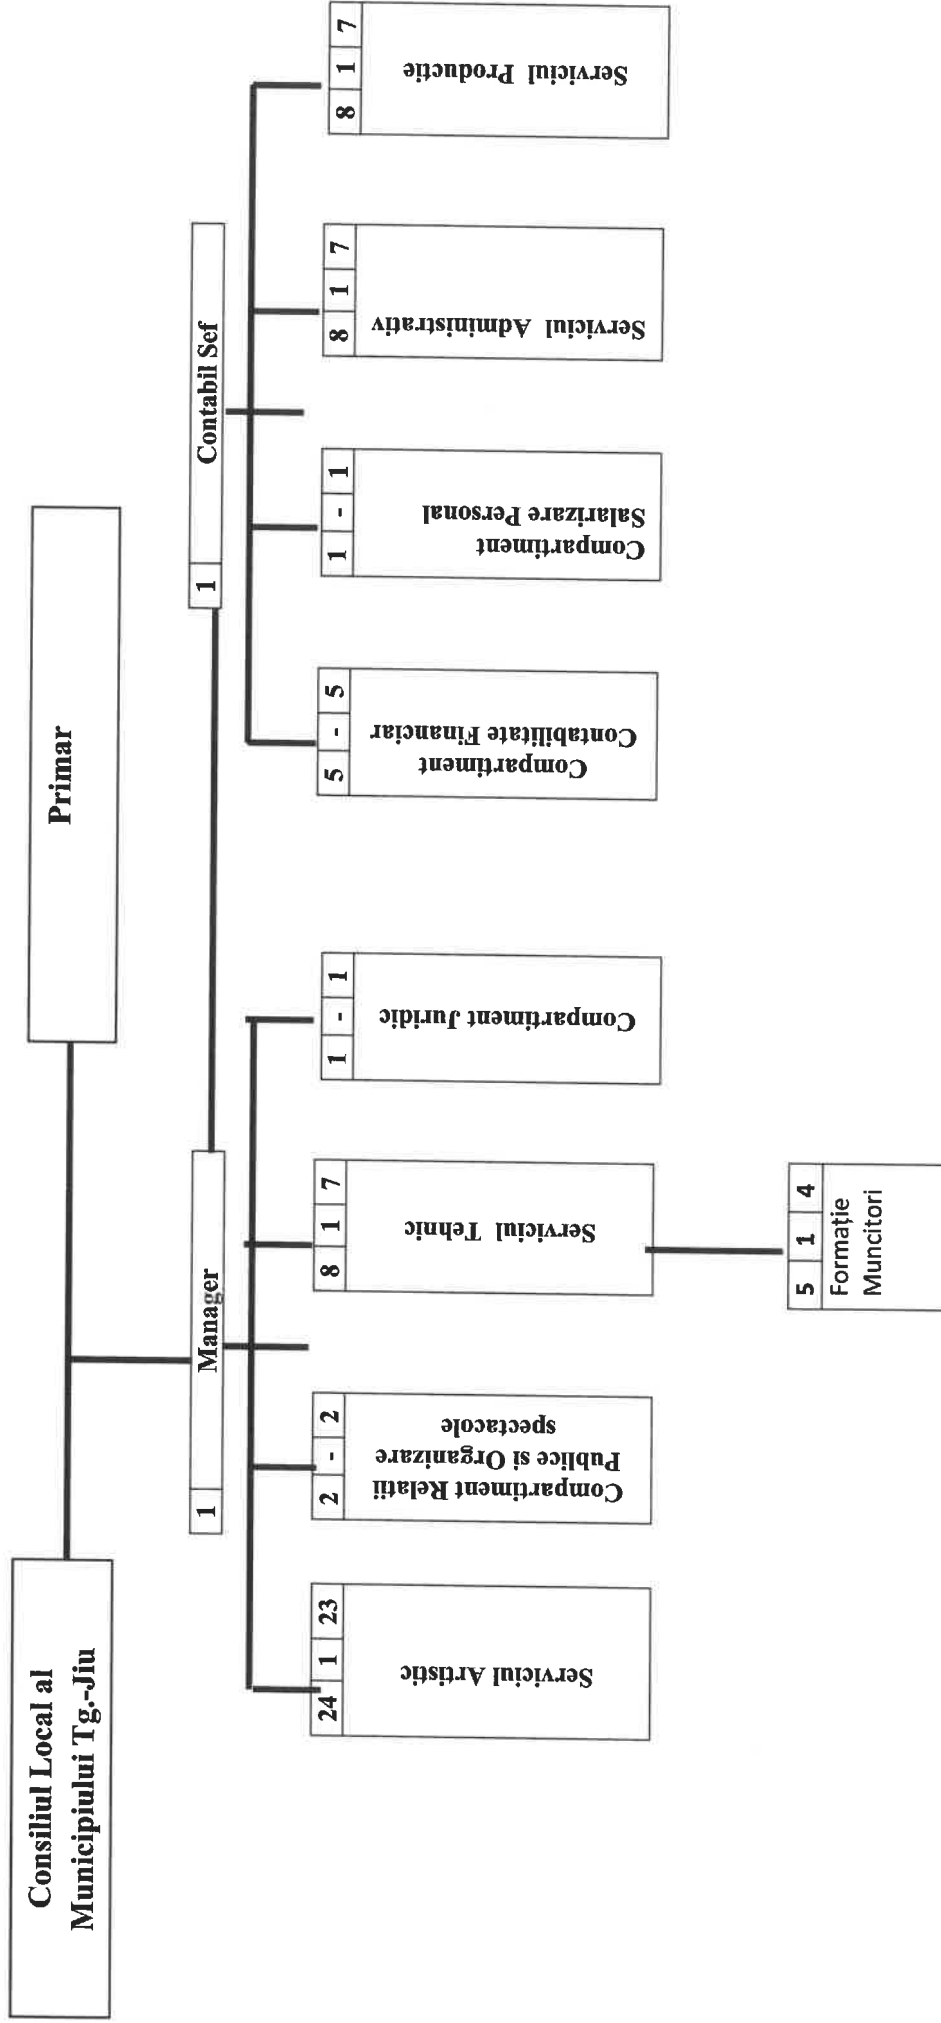 Consiliul Local al
Municipiului Tg.-Jiu
Primar
1 Manager
1 Contabil Sef
24 1 23
Serviciul Artistic
2 - 2
Compartiment Relatii
Publice si Organizare
spectacole
8 1 7
Serviciul Tehnic
1 - 1
Compartiment Juridic
5 - 5
Compartiment
Contabilitate Financiar
1 - 1
Compartiment
Salarizare Personal
8 1 7
Serviciul Administrativ
8 1 7
Serviciul Productie
5 1 4
Formație
Muncitori